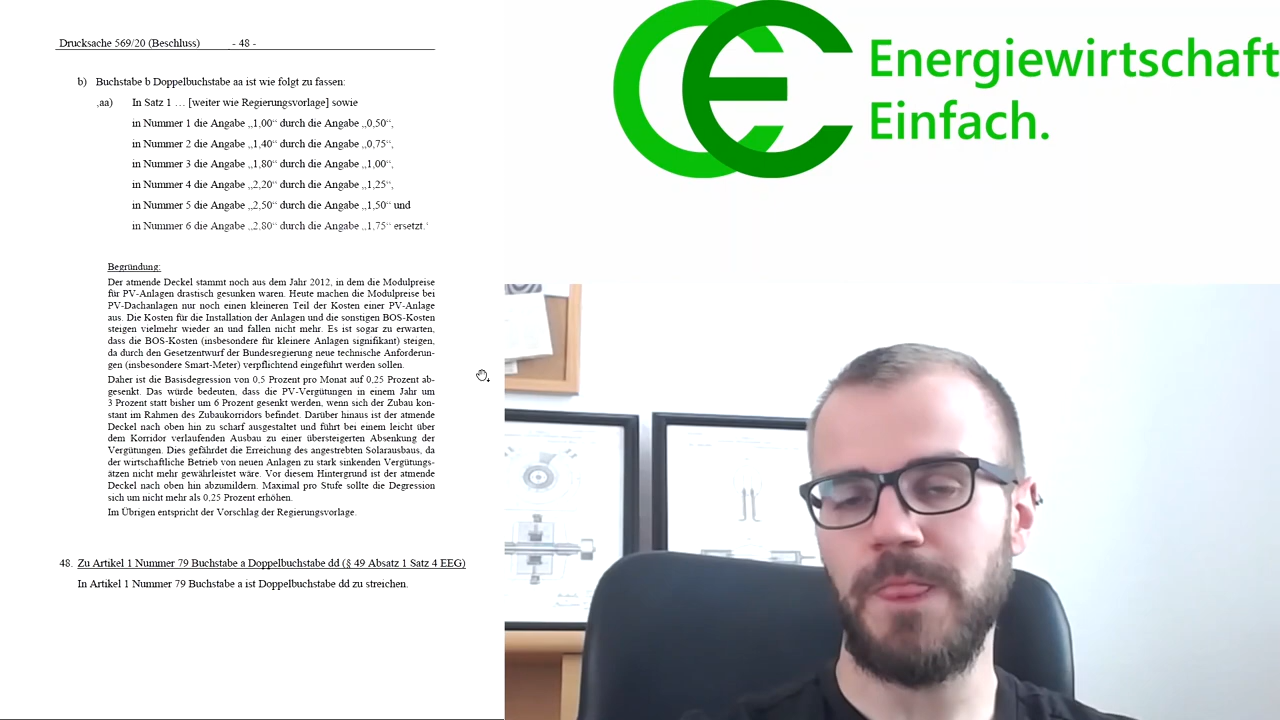 Drucksache 569/20 (Beschluss) - 48 -
b) Buchstabe b Doppelbuchstabe aa ist wie folgt zu fassen:
‚aa) In Satz 1 … [weiter wie Regierungsvorlage] sowie
in Nummer 1 die Angabe „1,00“ durch die Angabe „0,50“,
in Nummer 2 die Angabe „1,40“ durch die Angabe „0,75“,
in Nummer 3 die Angabe „1,80“ durch die Angabe „1,00“,
in Nummer 4 die Angabe „2,20“ durch die Angabe „1,25“,
in Nummer 5 die Angabe „2,50“ durch die Angabe „1,50“ und
in Nummer 6 die Angabe „2,80“ durch die Angabe „1,75“ ersetzt.‘
Begründung:
Der atmende Deckel stammt noch aus dem Jahr 2012, in dem die Modulpreise
für PV-Anlagen drastisch gesunken waren. Heute machen die Modulpreise bei
PV-Dachanlagen nur noch einen kleineren Teil der Kosten einer PV-Anlage
aus. Die Kosten für die Installation der Anlagen und die sonstigen BOS-Kosten
steigen vielmehr wieder an und fallen nicht mehr. Es ist sogar zu erwarten,
dass die BOS-Kosten (insbesondere für kleinere Anlagen signifikant) steigen,
da durch den Gesetzentwurf der Bundesregierung neue technische Anforderun-
gen (insbesondere Smart-Meter) verpflichtend eingeführt werden sollen.
Daher ist die Basisdegression von 0,5 Prozent pro Monat auf 0,25 Prozent ab-
gesenkt. Das würde bedeuten, dass die PV-Vergütungen in einem Jahr um
3 Prozent statt bisher um 6 Prozent gesenkt werden, wenn sich der Zubau kon-
stant im Rahmen des Zubaukorridors befindet. Darüber hinaus ist der atmende
Deckel nach oben hin zu scharf ausgestaltet und führt bei einem leicht über
dem Korridor verlaufenden Ausbau zu einer übersteigerten Absenkung der
Vergütungen. Dies gefährdet die Erreichung des angestrebten Solarausbaus, da
der wirtschaftliche Betrieb von neuen Anlagen zu stark sinkenden Vergütungs-
sätzen nicht mehr gewährleistet wäre. Vor diesem Hintergrund ist der atmende
Deckel nach oben hin abzumildern. Maximal pro Stufe sollte die Degression
sich um nicht mehr als 0,25 Prozent erhöhen.
Im Übrigen entspricht der Vorschlag der Regierungsvorlage.
48. Zu Artikel 1 Nummer 79 Buchstabe a Doppelbuchstabe dd (§ 49 Absatz 1 Satz 4 EEG)
In Artikel 1 Nummer 79 Buchstabe a ist Doppelbuchstabe dd zu streichen.
Energiewirtschaft
Einfach.